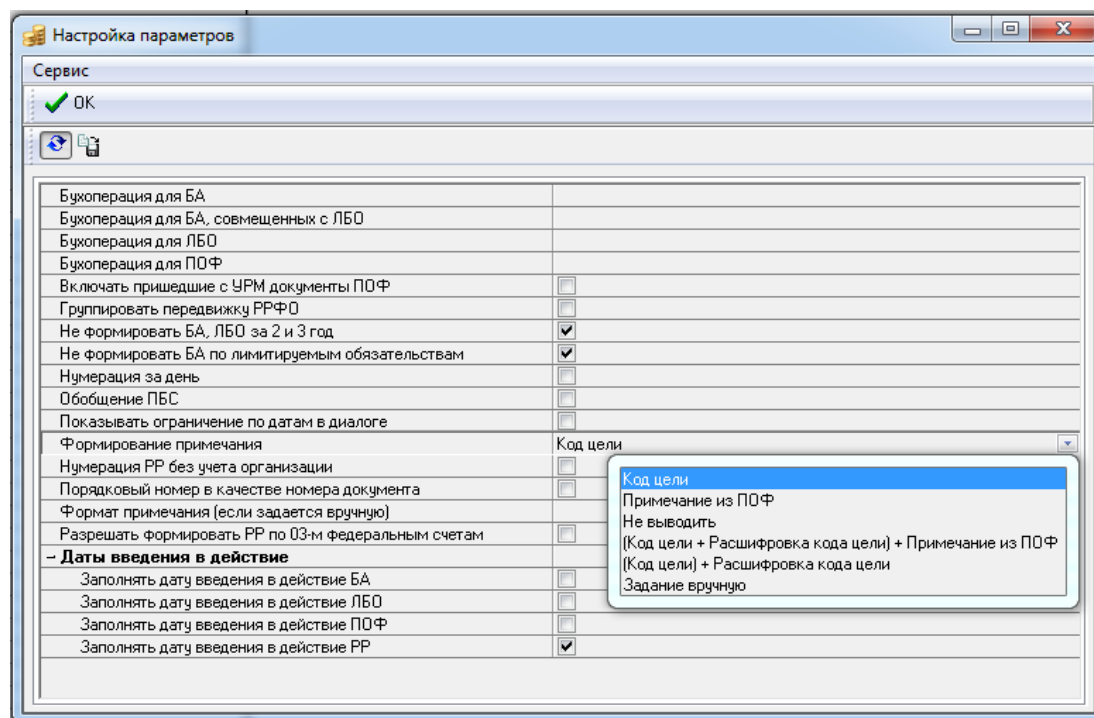 Настройка параметров
Сервис
OK
Бухоперация для БА
Бухоперация для БА, совмещенных с ЛБО
Бухоперация для ЛБО
Бухоперация для ПОФ
Включать пришедшие с УРМ документы ПОФ
Группировать передвижку РРФО
Не формировать БА, ЛБО за 2 и 3 год
Не формировать БА по лимитируемым обязательствам
Нумерация за день
Обобщение ПБС
Показывать ограничение по датам в диалоге
Формирование примечания Код цели
Нумерация РР без учета организации
Порядковый номер в качестве номера документа
Формат примечания (если задается вручную)
Разрешать формировать РР по 03-м федеральным счетам
– Даты введения в действие
Заполнять дату введения в действие БА
Заполнять дату введения в действие ЛБО
Заполнять дату введения в действие ПОФ
Заполнять дату введения в действие РР
Код цели
Примечание из ПОФ
Не выводить
(Код цели + Расшифровка кода цели) + Примечание из ПОФ
(Код цели) + Расшифровка кода цели
Задание вручную